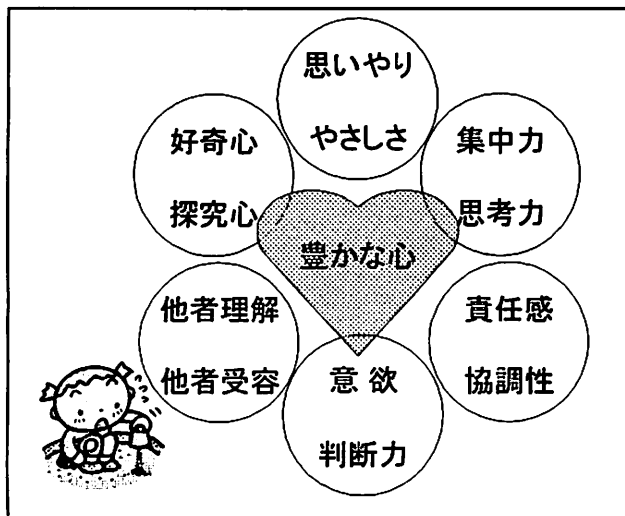 思いやり
やさしさ
好奇心
探究心
集中力
思考力
豊かな心
他者理解
他者受容
責任感
協調性
意欲
判断力